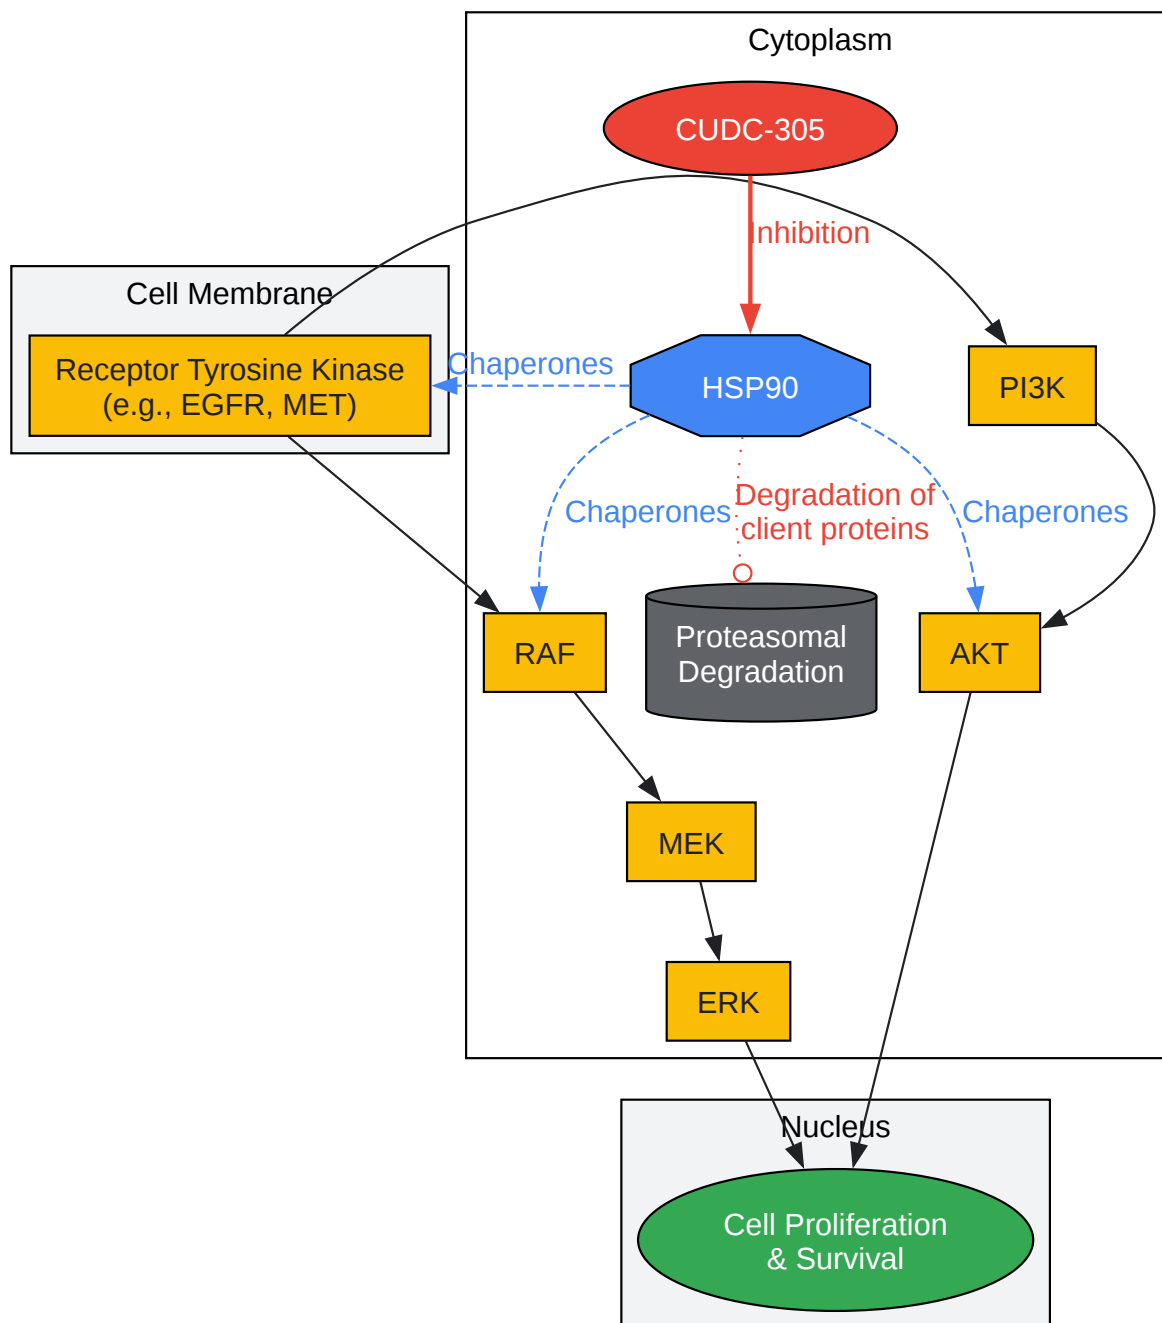 Cytoplasm
CUDC-305
Inhibition
Cell Membrane
Receptor Tyrosine Kinase
(e.g., EGFR, MET)
Chaperones
HSP90
PI3K
Chaperones
Degradation of
client proteins
Chaperones
RAF
Proteasomal
Degradation
AKT
MEK
ERK
Nucleus
Cell Proliferation
& Survival